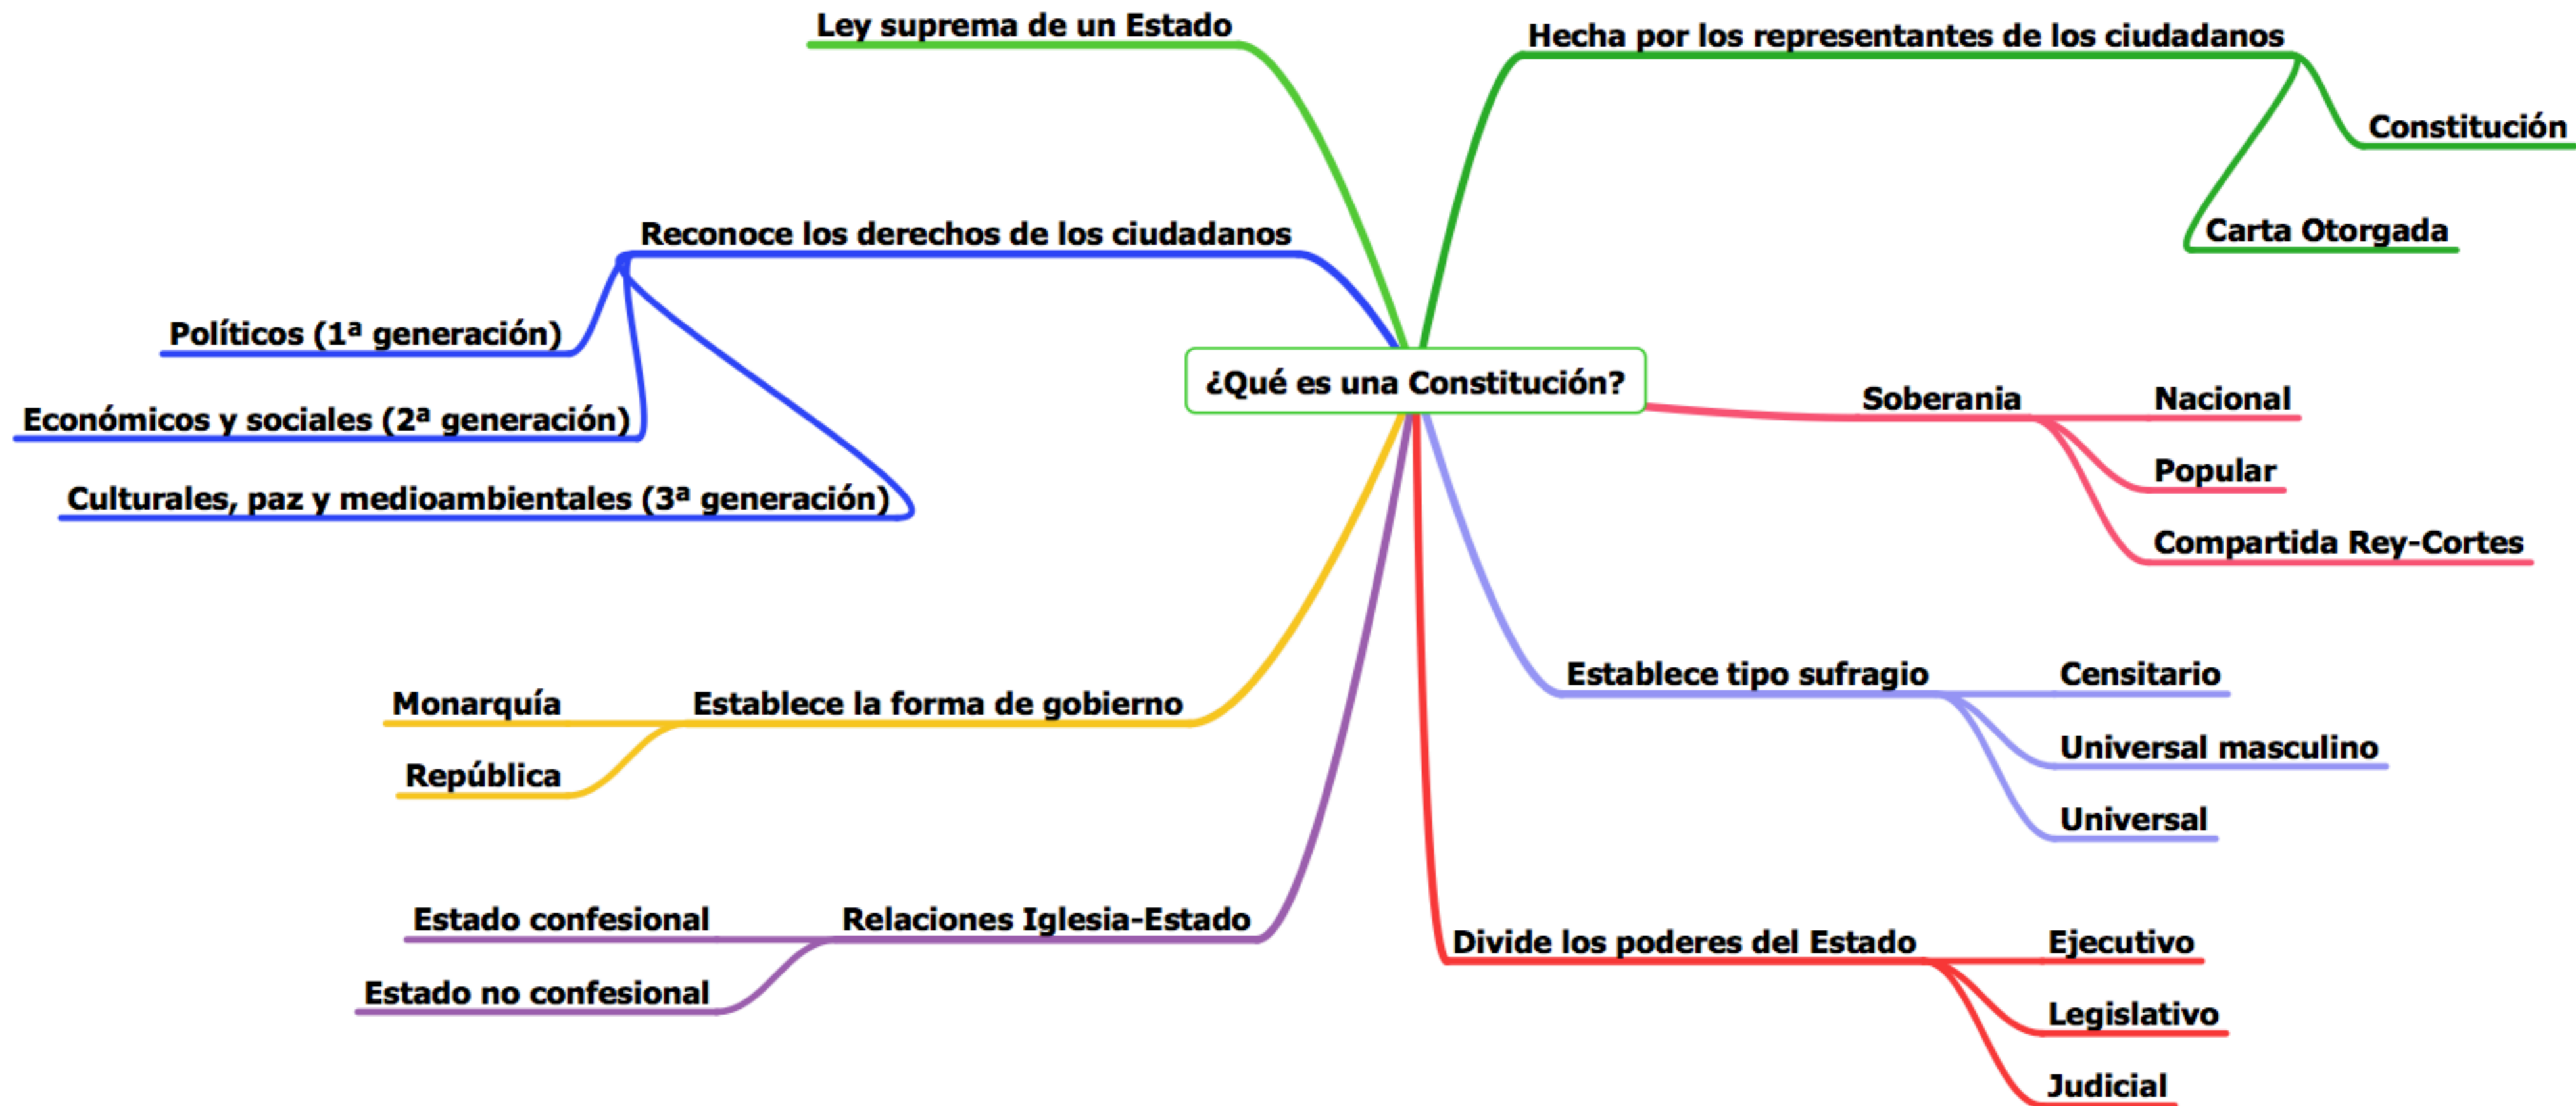 Ley suprema de un Estado
Hecha por los representantes de los ciudadanos
Constitución
Carta Otorgada
Reconoce los derechos de los ciudadanos
Políticos (1ª generación)
Económicos y sociales (2ª generación)
Culturales, paz y medioambientales (3ª generación)
¿Qué es una Constitución?
Soberania
Nacional
Popular
Compartida Rey-Cortes
Establece tipo sufragio
Censitario
Universal masculino
Universal
Establece la forma de gobierno
Monarquía
República
Relaciones Iglesia-Estado
Estado confesional
Estado no confesional
Divide los poderes del Estado
Ejecutivo
Legislativo
Judicial